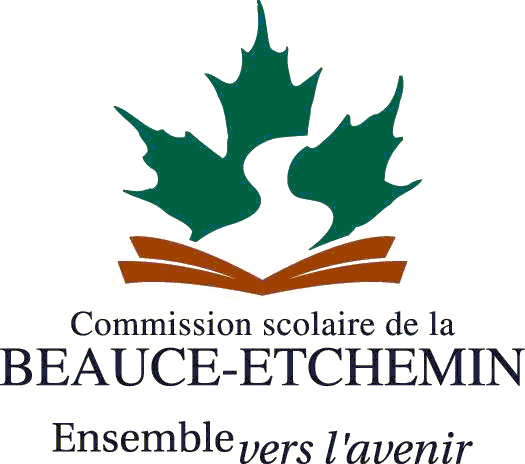 Commission scolaire de la
BEAUCE-ETCHEMIN
Ensemble vers l'avenir